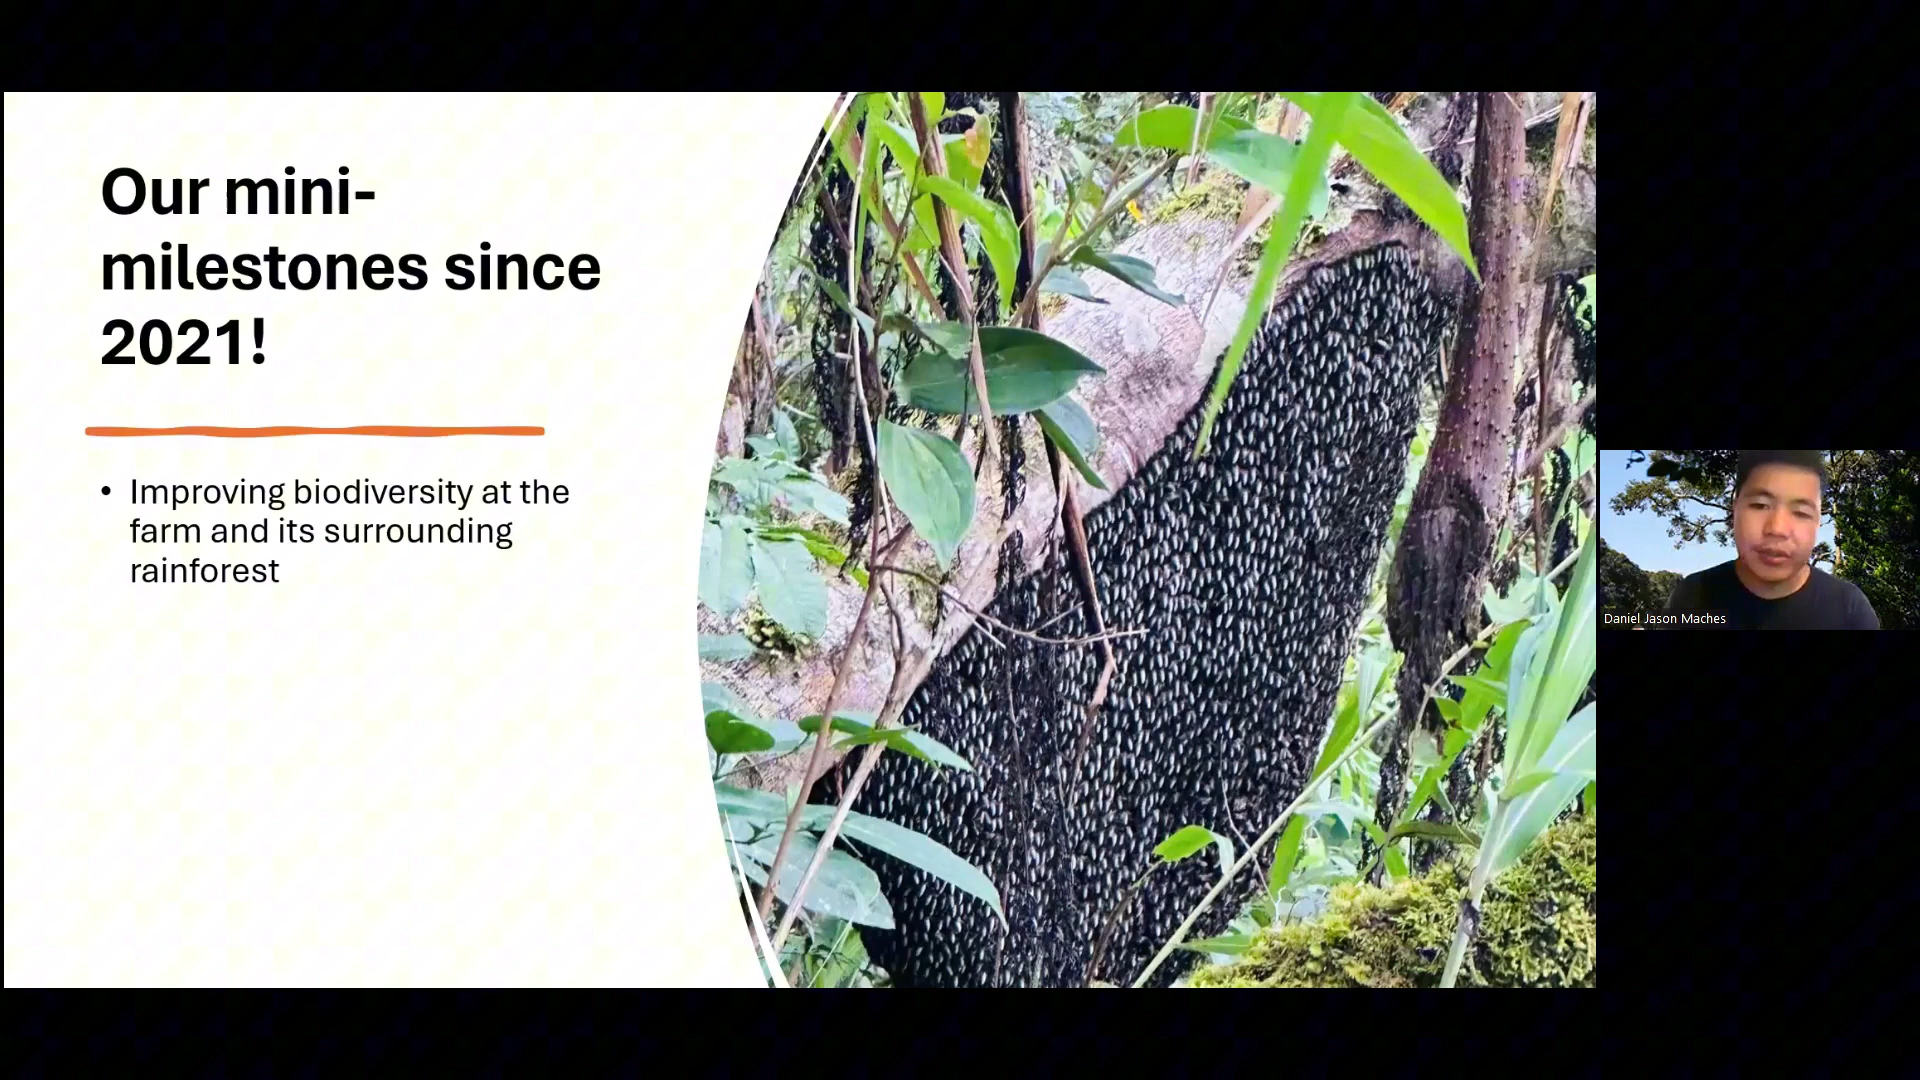 Our mini-
milestones since
2021!
• Improving biodiversity at the
farm and its surrounding
rainforest
Daniel Jason Maches